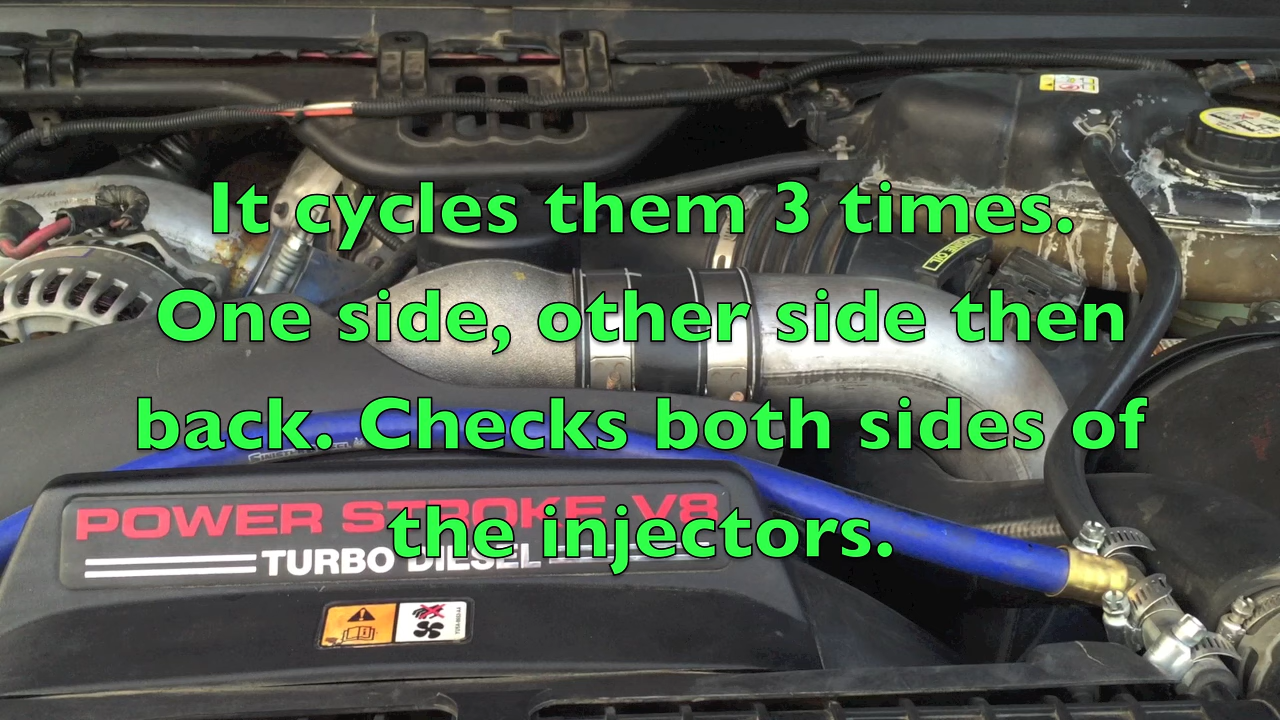 It cycles them 3 times.
One side, other side then
back. Checks both sides of
the injectors.
POWER STROKE V8
TURBO DIESEL